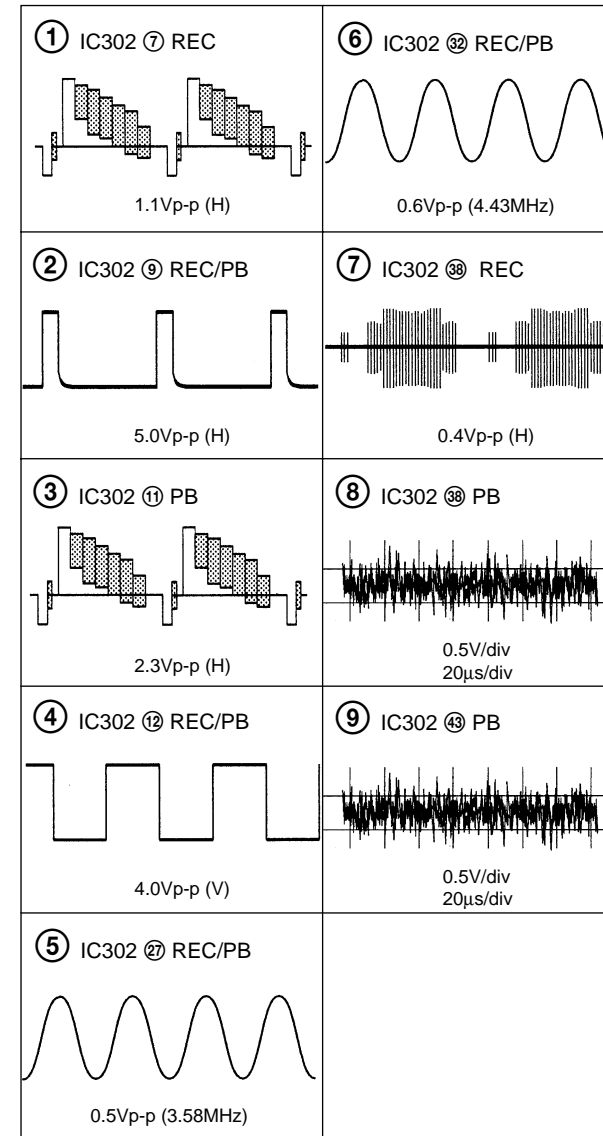 ① IC302 ⑦ REC
1.1Vp-p (H)
② IC302 ⑨ REC/PB
5.0Vp-p (H)
③ IC302 ⑪ PB
2.3Vp-p (H)
④ IC302 ⑫ REC/PB
4.0Vp-p (V)
⑤ IC302 ㉗ REC/PB
0.5Vp-p (3.58MHz)
⑥ IC302 ㉜ REC/PB
0.6Vp-p (4.43MHz)
⑦ IC302 ㊳ REC
0.4Vp-p (H)
⑧ IC302 ㊳ PB
0.5V/div
20µs/div
⑨ IC302 ㊸ PB
0.5V/div
20µs/div